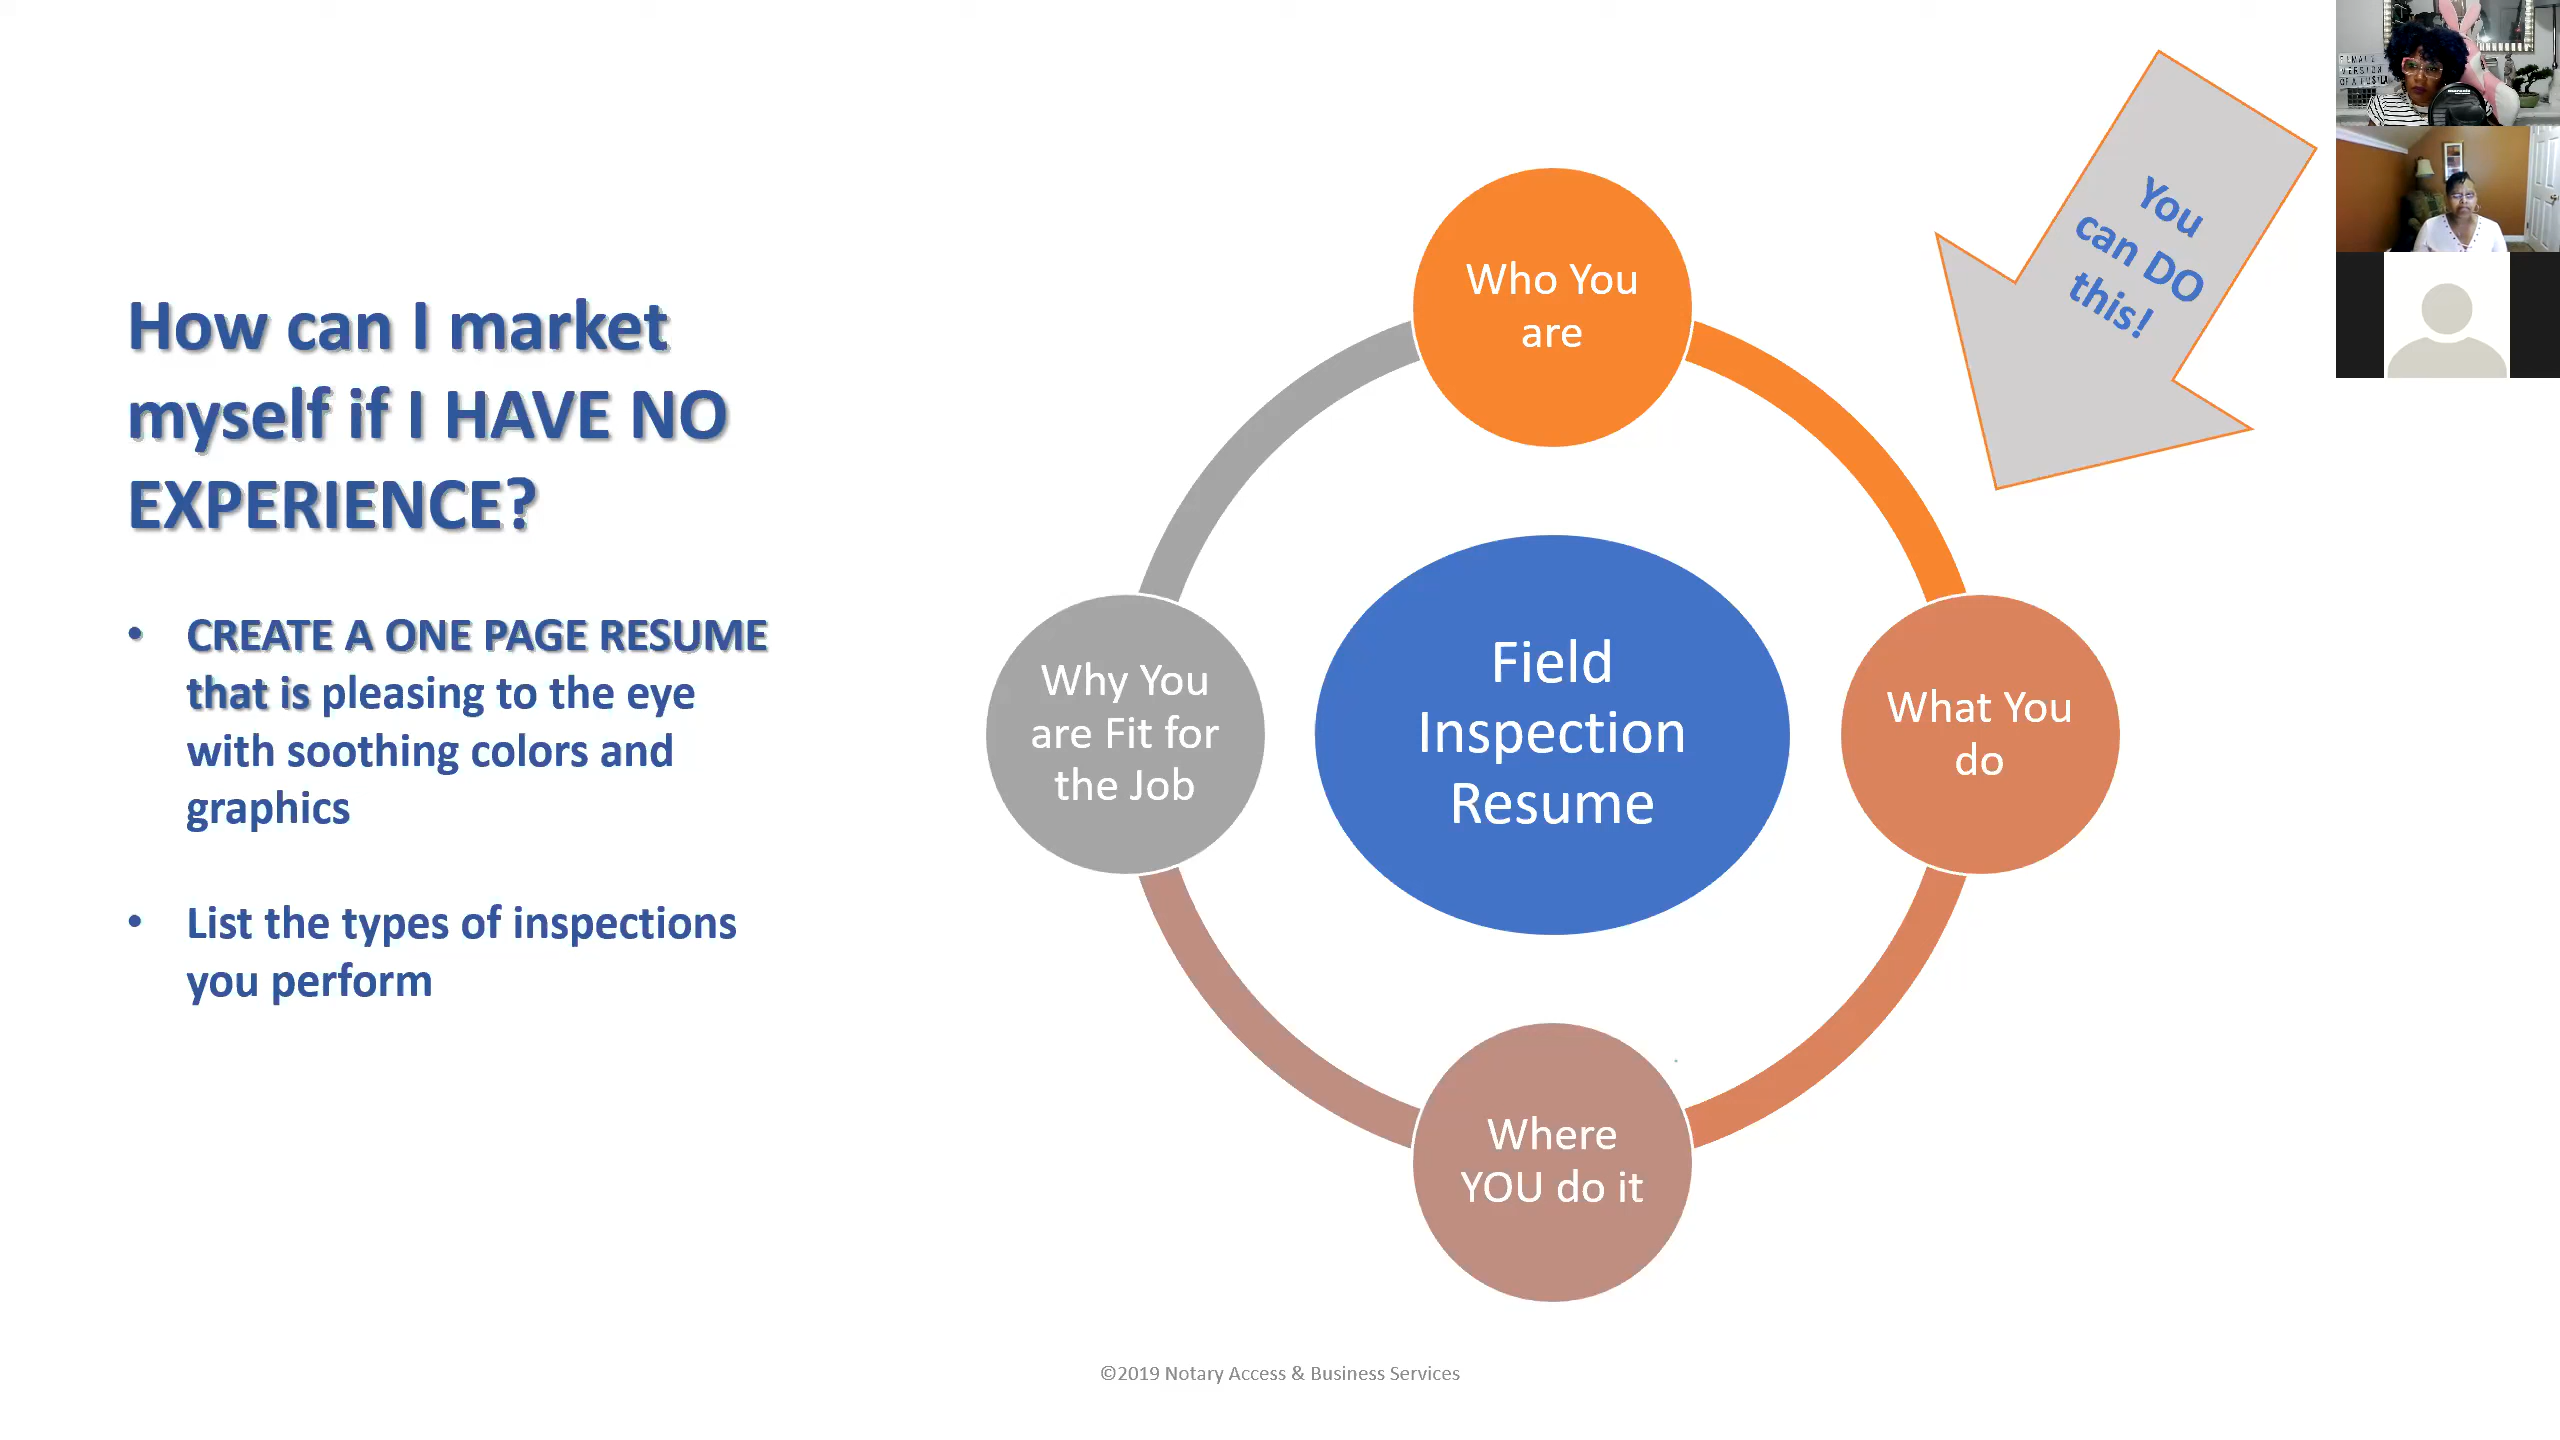 How can I market
myself if I HAVE NO
EXPERIENCE?
• CREATE A ONE PAGE RESUME
that is pleasing to the eye
with soothing colors and
graphics
• List the types of inspections
you perform
Who You
are
What You
do
Where
YOU do it
Why You
are Fit for
the Job
Field
Inspection
Resume
You
can DO
this!
©2019 Notary Access & Business Services
VERSION